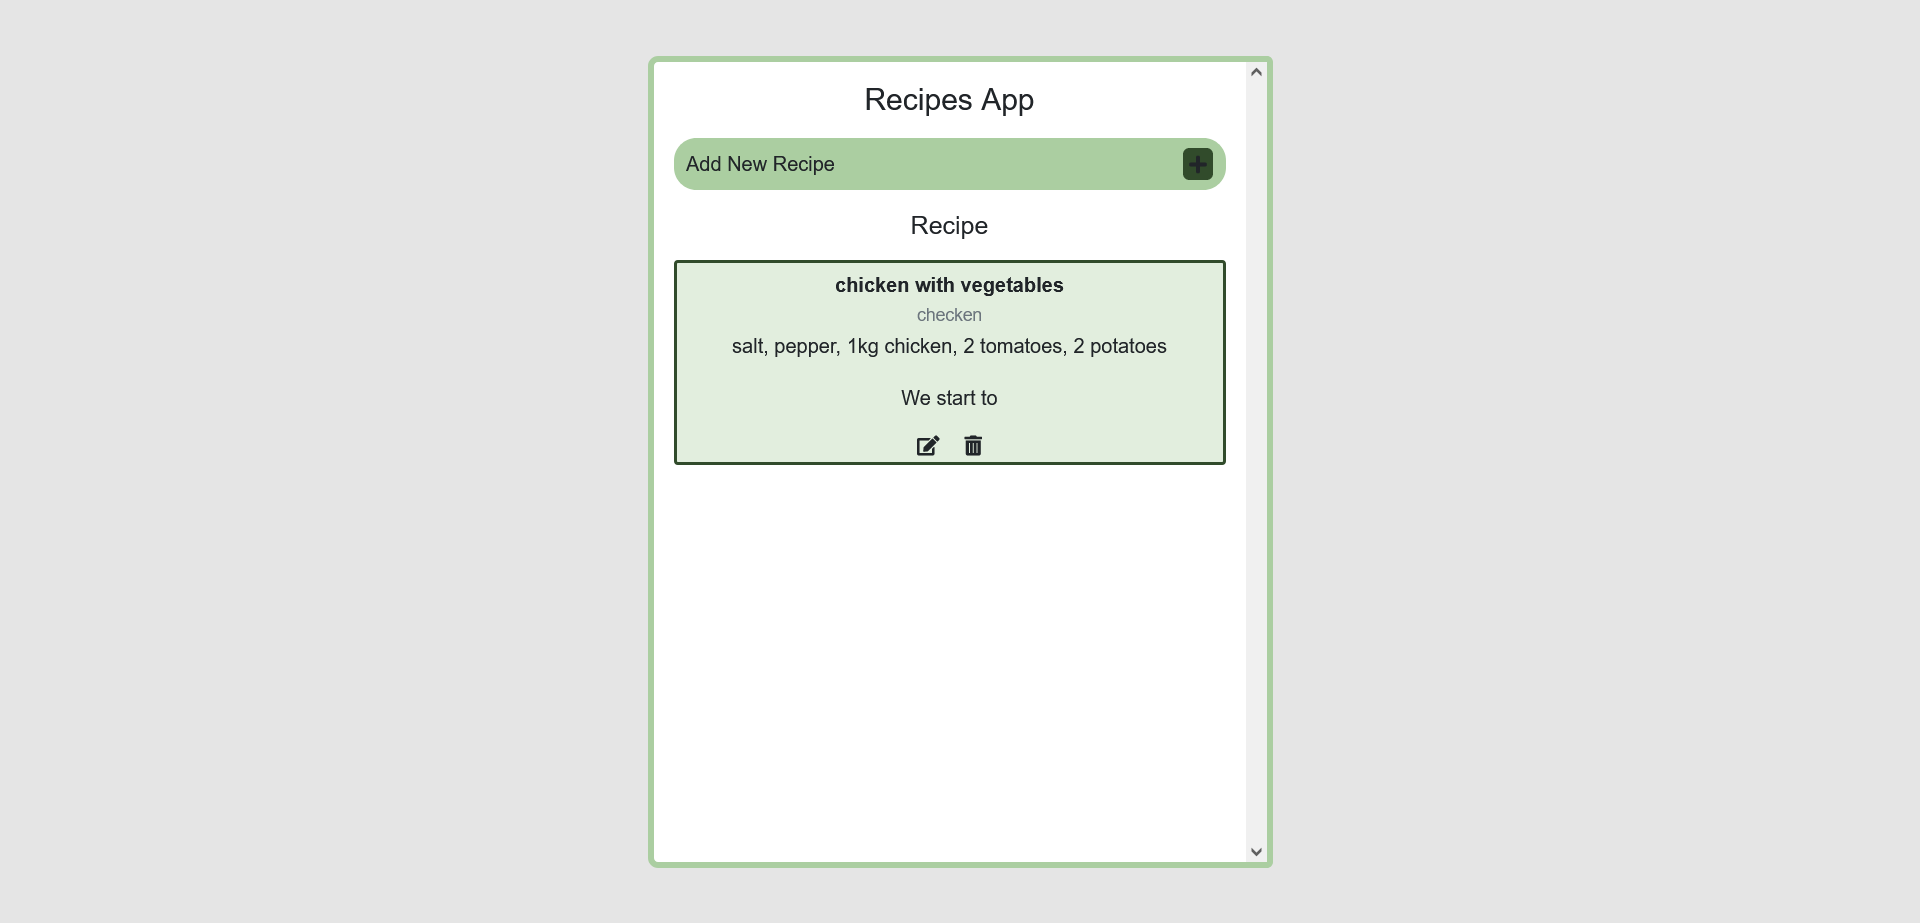 Recipes App
Add New Recipe
Recipe
chicken with vegetables
checken
salt, pepper, 1kg chicken, 2 tomatoes, 2 potatoes
We start to